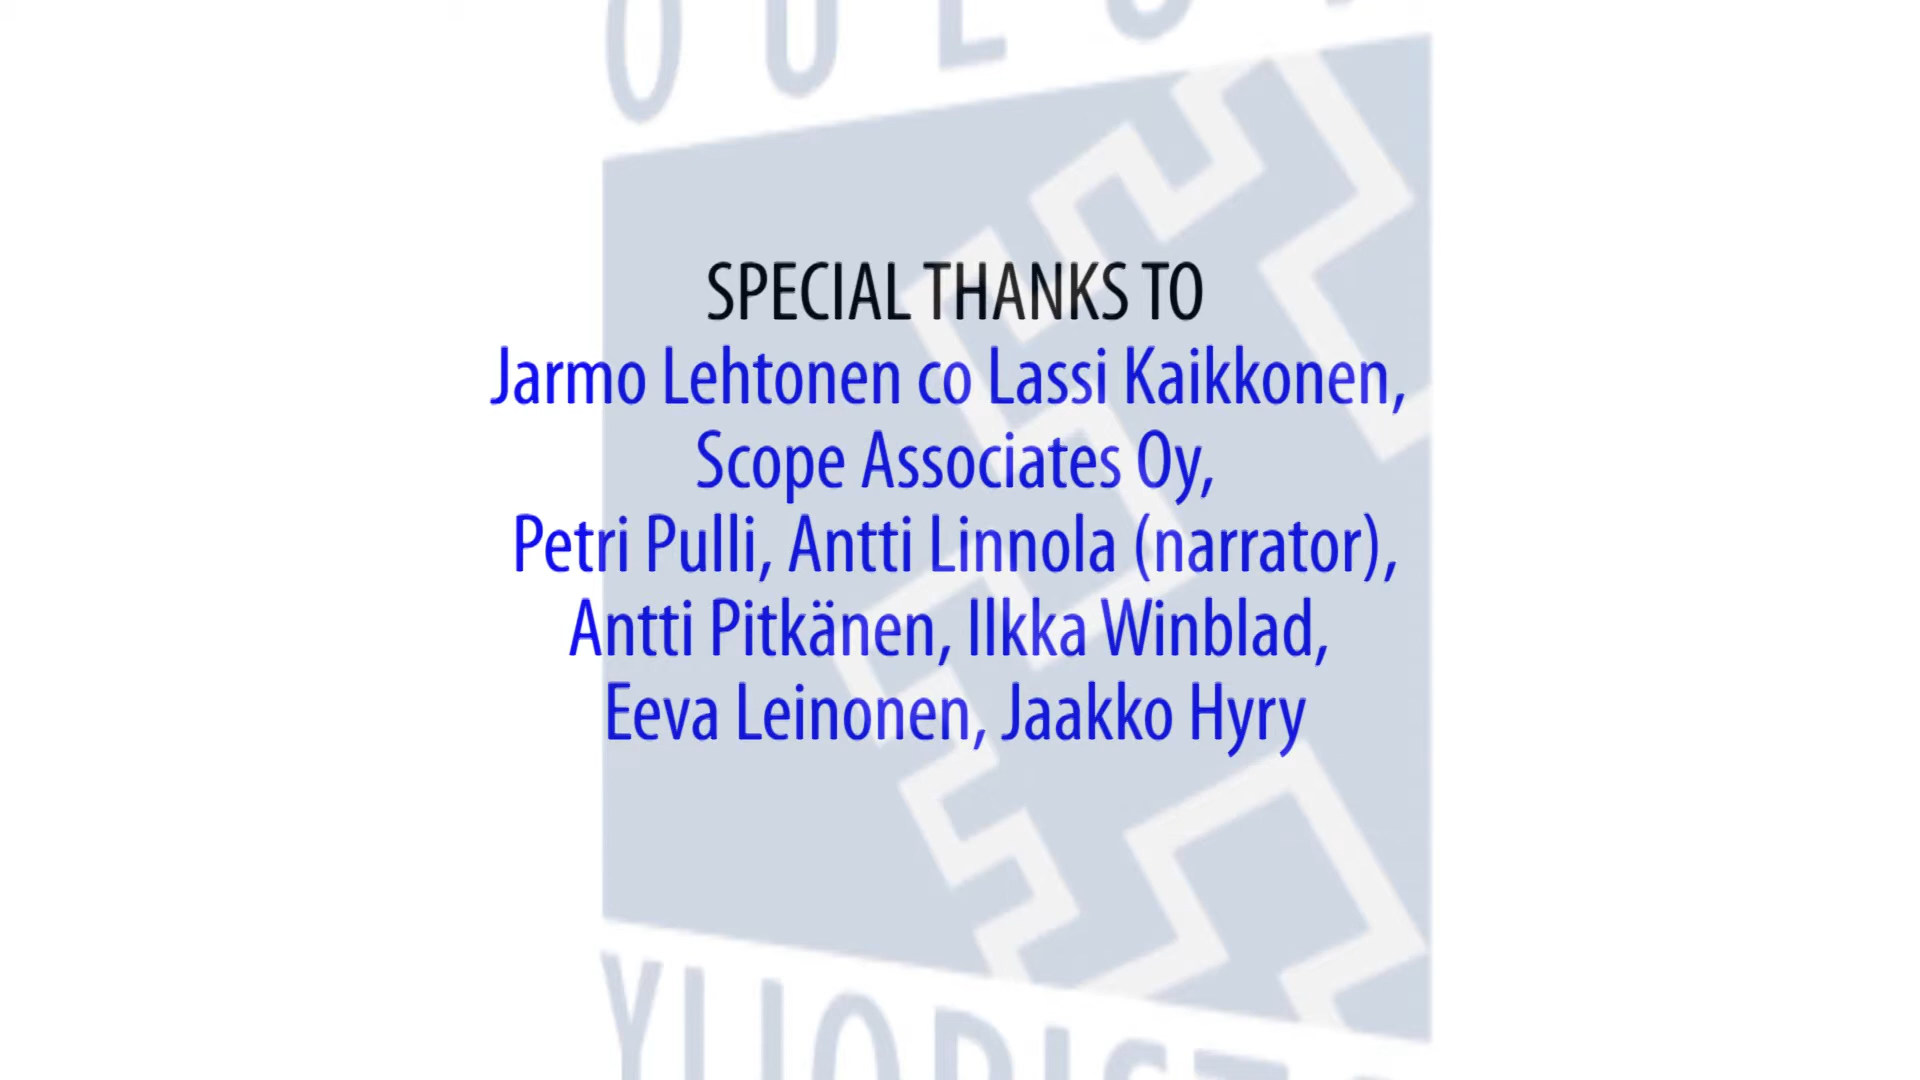 SPECIAL THANKS TO
Jarmo Lehtonen co Lassi Kaikkonen,
Scope Associates Oy,
Petri Pulli, Antti Linnola (narrator),
Antti Pitkänen, Ilkka Winblad,
Eeva Leinonen, Jaakko Hyry